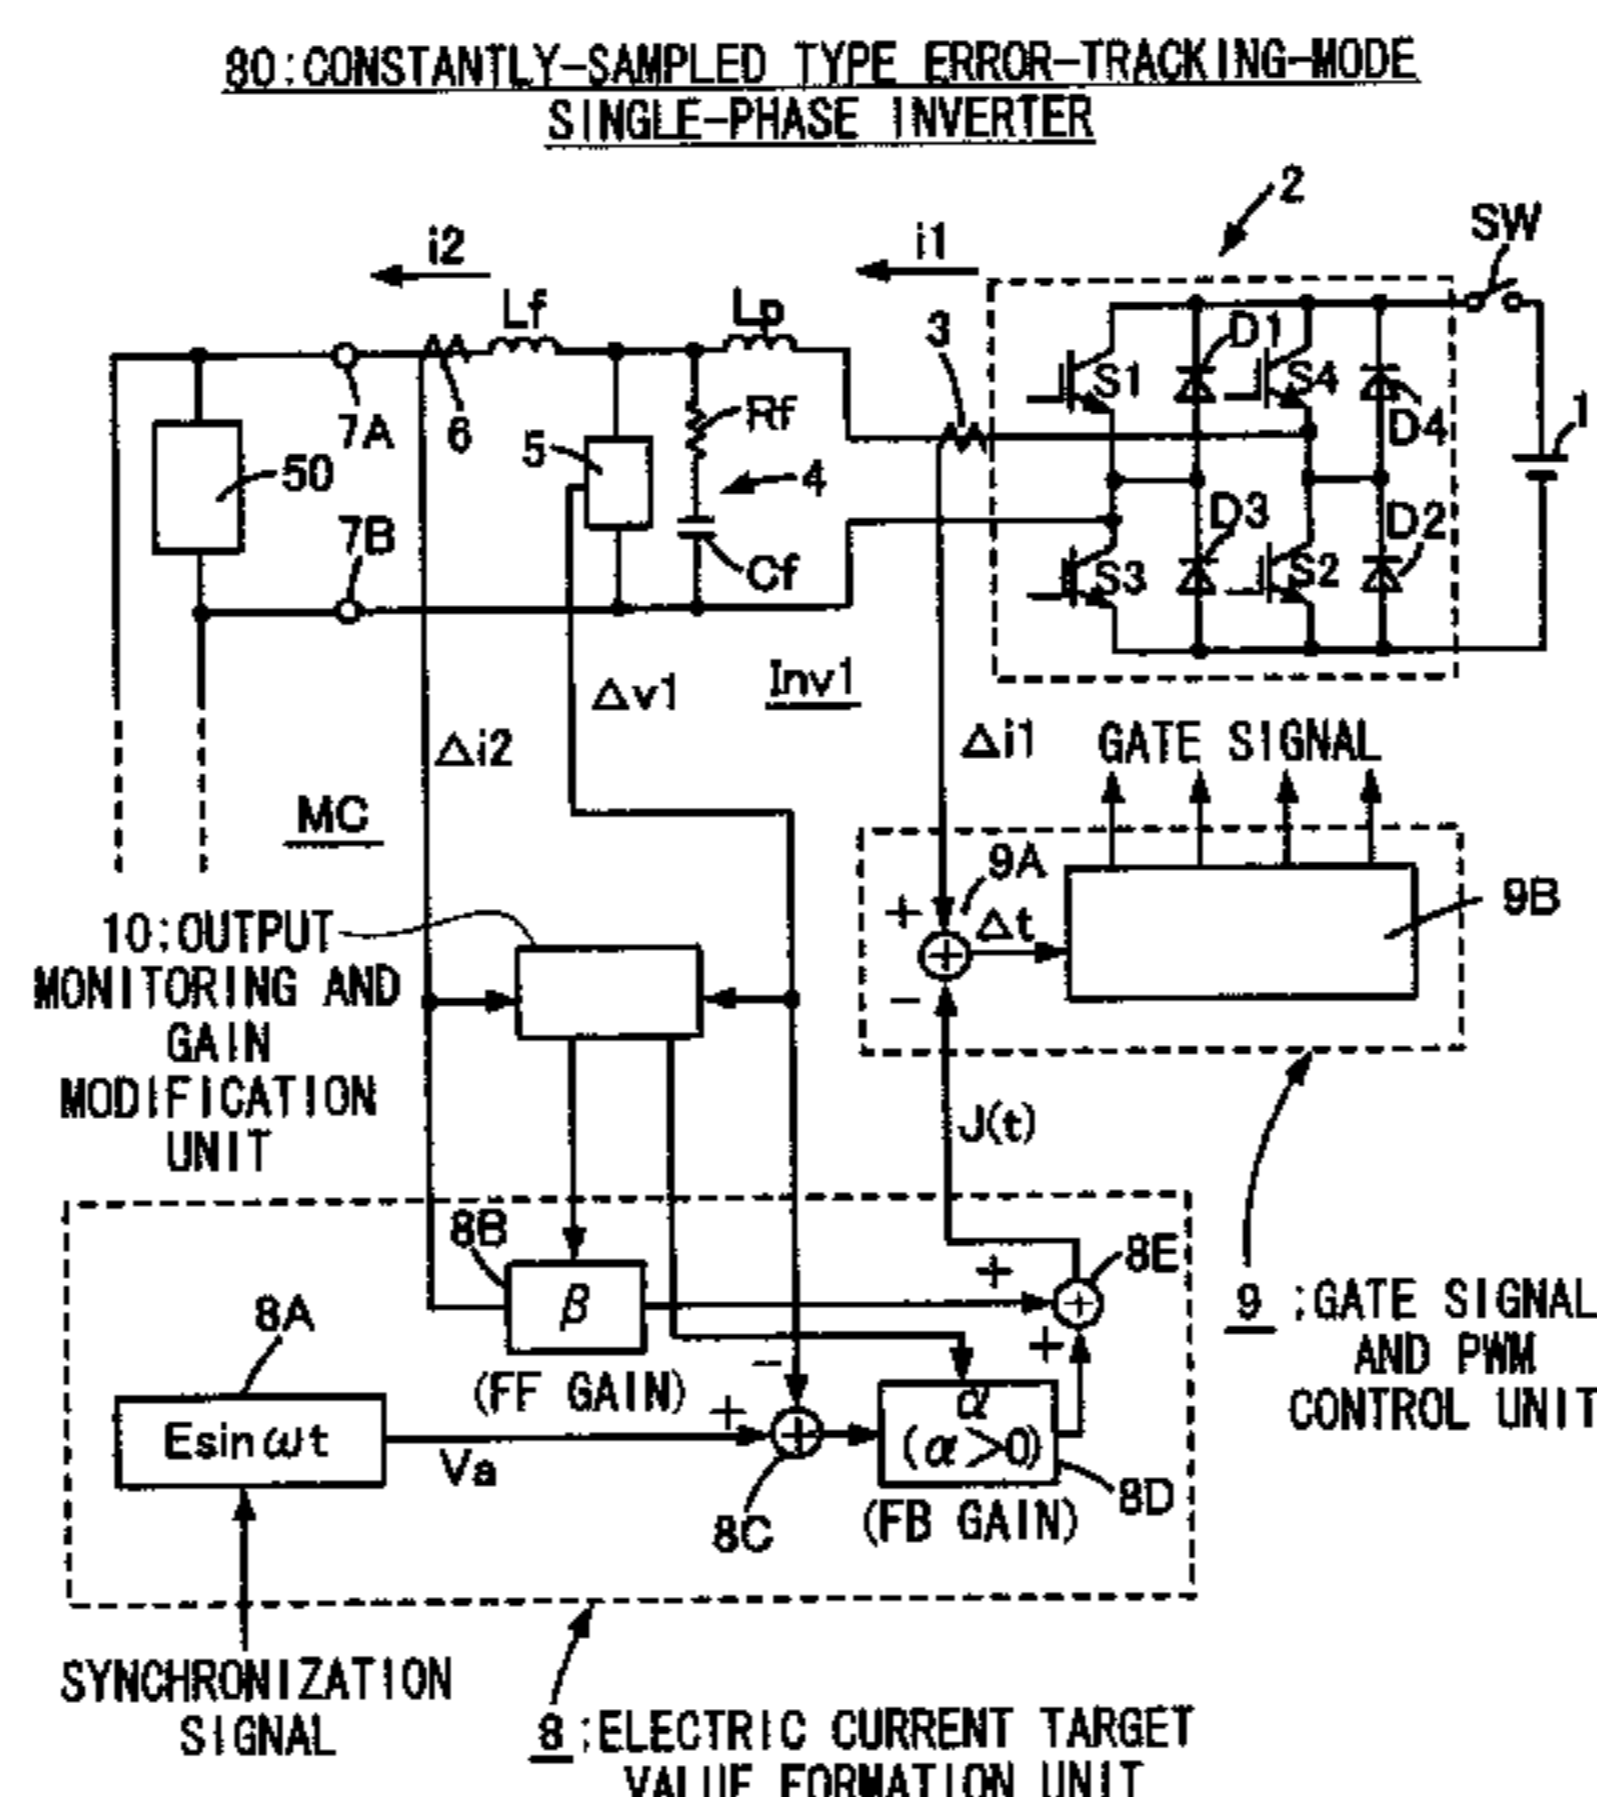 80:CONSTANTLY-SAMPLED TYPE ERROR-TRACKING-MODE
SINGLE-PHASE INVERTER
2
SW
i2
i1
Lf
Lp
3
D1
S1
S4
D4
1
7A
6
Rf
5
4
50
7B
Cf
D3
D2
S3
S2
Δv1
Inv1
Δi2
Δi1
GATE SIGNAL
MC
9A
+
Δt
9B
10:OUTPUT
MONITORING AND
GAIN
MODIFICATION
UNIT
+
−
J(t)
8B
β
+
8E
+
8A
(FF GAIN)
−
+
α
(α>0)
Esinωt
Va
+
8C
8D
(FB GAIN)
+
9 :GATE SIGNAL
AND PWM
CONTROL UNIT
SYNCHRONIZATION
SIGNAL
8:ELECTRIC CURRENT TARGET
VALUE FORMATION UNIT